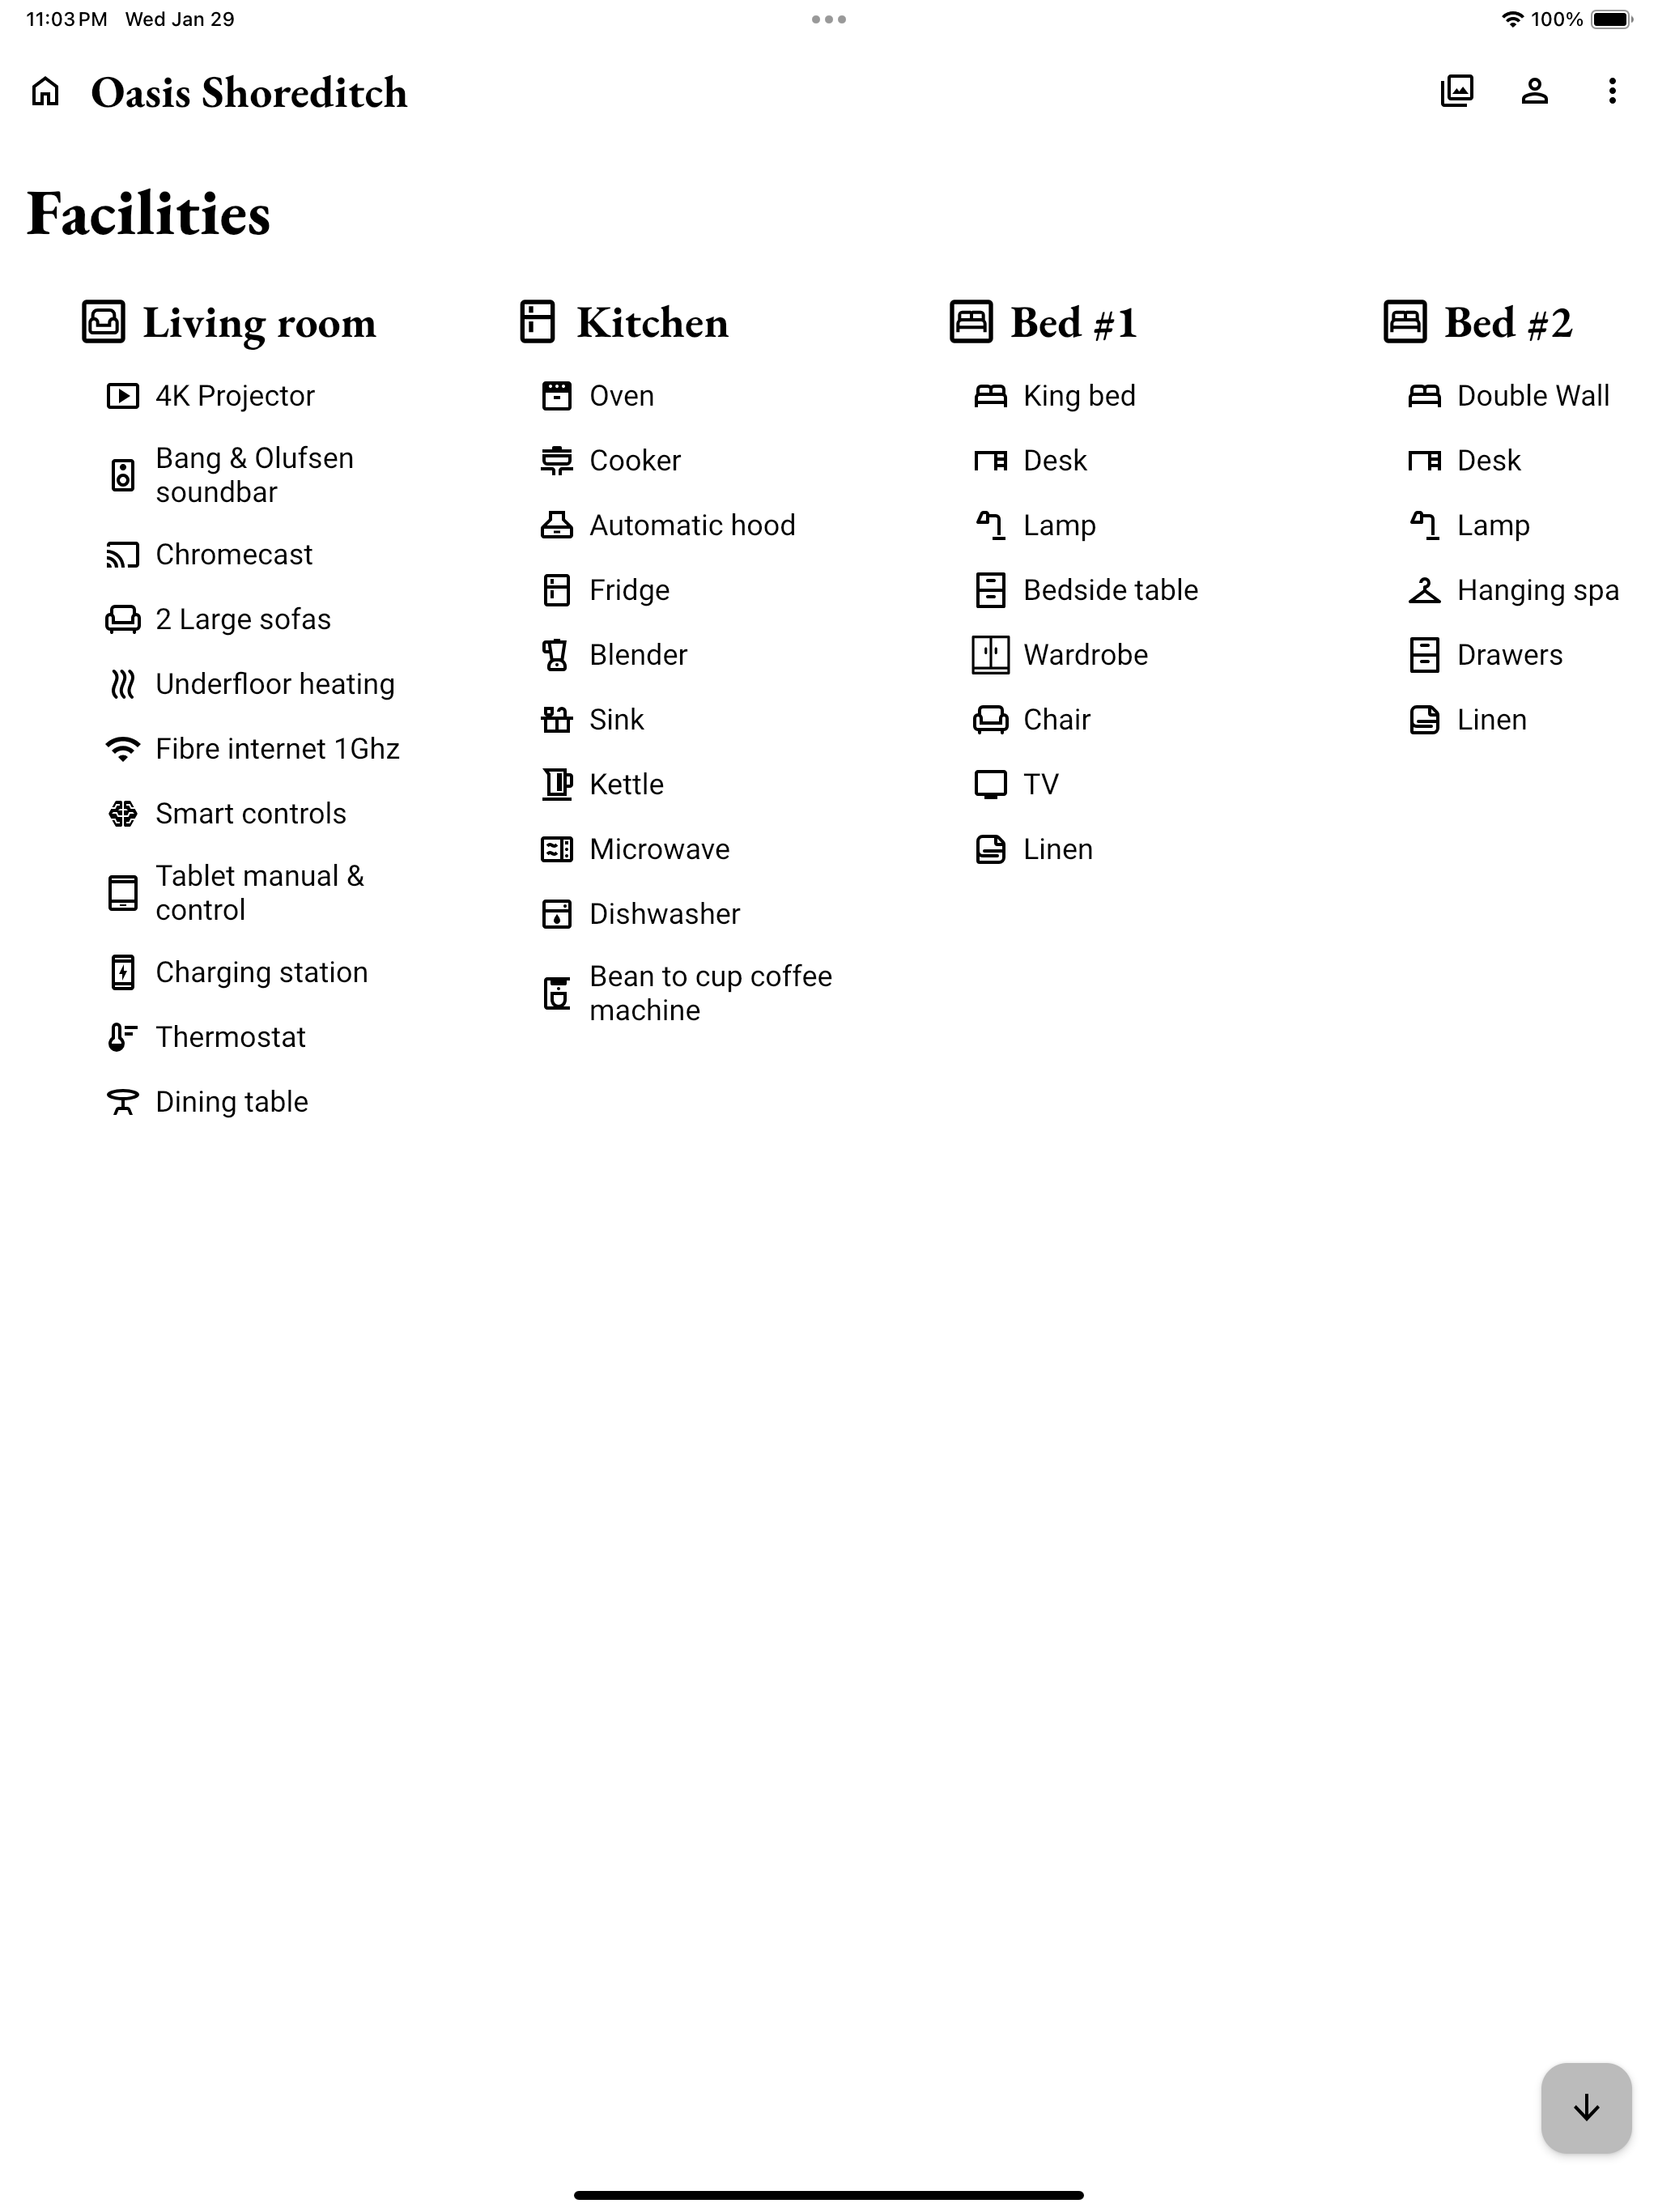 11:03 PM Wed Jan 29
100%
Oasis Shoreditch
Facilities
Living room
4K Projector
Bang & Olufsen
soundbar
Chromecast
2 Large sofas
Underfloor heating
Fibre internet 1Ghz
Smart controls
Tablet manual &
control
Charging station
Thermostat
Dining table
Kitchen
Oven
Cooker
Automatic hood
Fridge
Blender
Sink
Kettle
Microwave
Dishwasher
Bean to cup coffee
machine
Bed #1
King bed
Desk
Lamp
Bedside table
Wardrobe
Chair
TV
Linen
Bed #2
Double Wall
Desk
Lamp
Hanging spa
Drawers
Linen